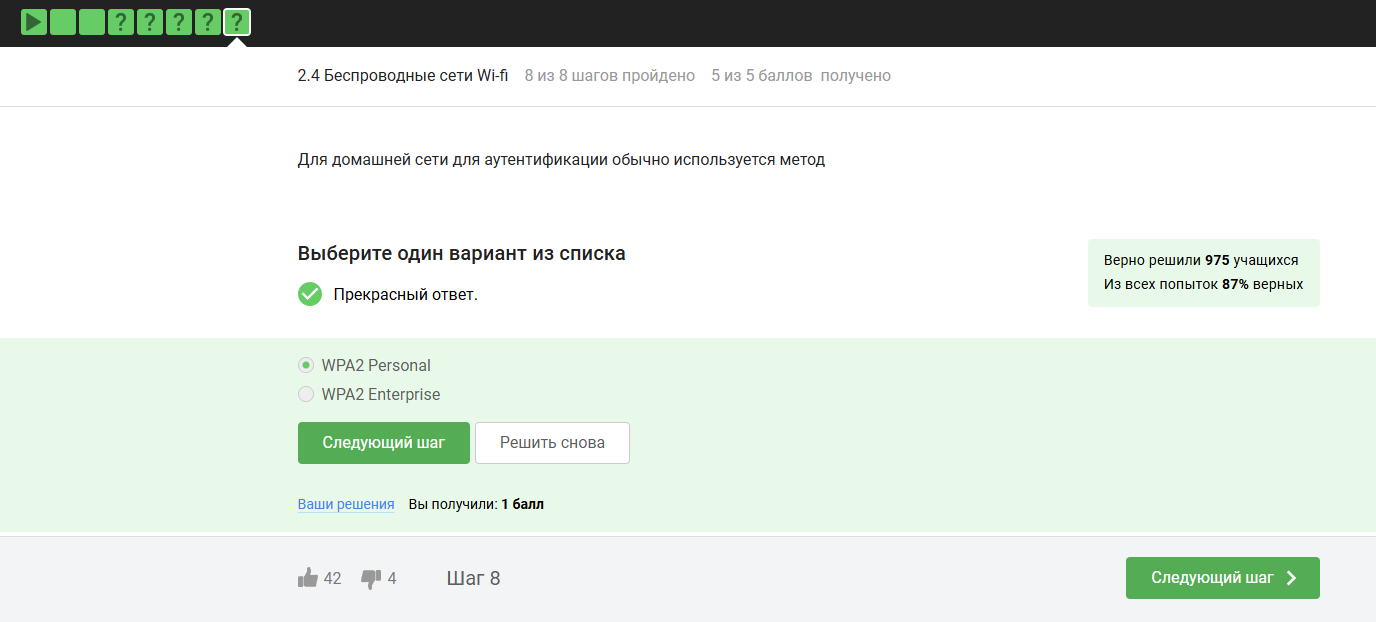 ? ? ? ? ?
2.4 Беспроводные сети Wi-fi 8 из 8 шагов пройдено 5 из 5 баллов получено
Для домашней сети для аутентификации обычно используется метод
Выберите один вариант из списка
Верно решили 975 учащихся
Из всех попыток 87% верных
Прекрасный ответ.
WPA2 Personal
WPA2 Enterprise
Следующий шаг Решить снова
Ваши решения Вы получили: 1 балл
42 4 Шаг 8 Следующий шаг